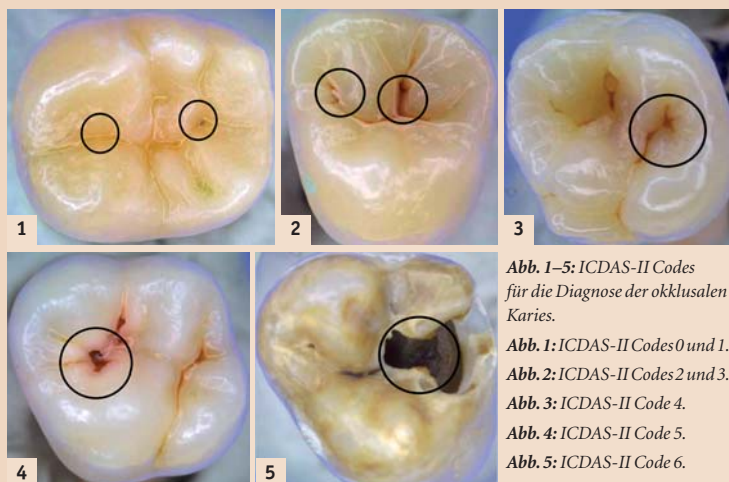 1
2
3
4
5
Abb. 1–5: ICDAS-II Codes
für die Diagnose der okklusalen
Karies.
Abb. 1: ICDAS-II Codes 0 und 1.
Abb. 2: ICDAS-II Codes 2 und 3.
Abb. 3: ICDAS-II Code 4.
Abb. 4: ICDAS-II Code 5.
Abb. 5: ICDAS-II Code 6.